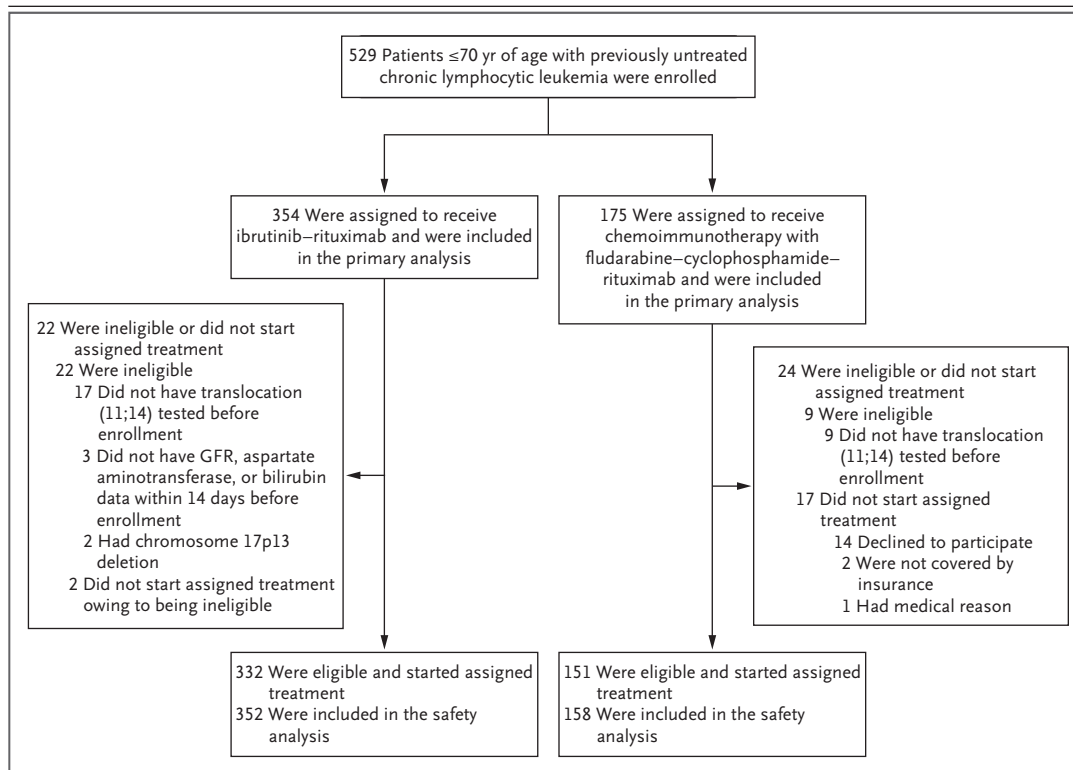 529 Patients ≤70 yr of age with previously untreated
chronic lymphocytic leukemia were enrolled
354 Were assigned to receive
ibrutinib–rituximab and were included
in the primary analysis
175 Were assigned to receive
chemoimmunotherapy with
fludarabine–cyclophosphamide–
rituximab and were included
in the primary analysis
22 Were ineligible or did not start
assigned treatment
22 Were ineligible
17 Did not have translocation
(11;14) tested before
enrollment
3 Did not have GFR, aspartate
aminotransferase, or bilirubin
data within 14 days before
enrollment
2 Had chromosome 17p13
deletion
2 Did not start assigned treatment
owing to being ineligible
24 Were ineligible or did not start
assigned treatment
9 Were ineligible
9 Did not have translocation
(11;14) tested before
enrollment
17 Did not start assigned
treatment
14 Declined to participate
2 Were not covered by
insurance
1 Had medical reason
332 Were eligible and started assigned
treatment
352 Were included in the safety
analysis
151 Were eligible and started assigned
treatment
158 Were included in the safety
analysis